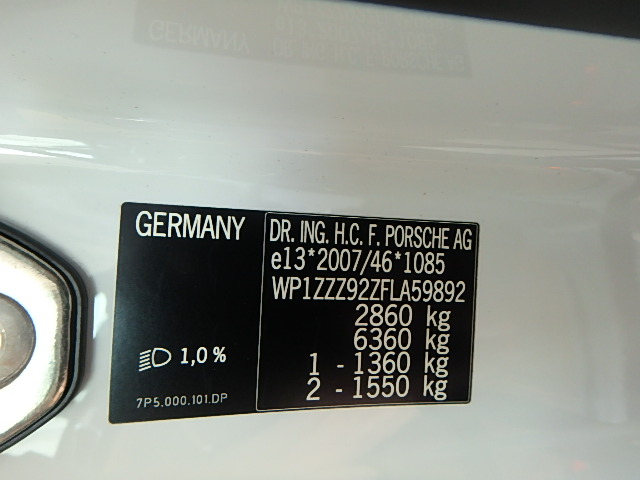 GERMANY
DR. ING. H.C. F. PORSCHE AG
e13*2007/46*1085
WP1ZZZ92ZFLA59892
2860 kg
6360 kg
1 - 1360 kg
2 - 1550 kg
1,0 %
7P5.000.101.DP
GERMANY